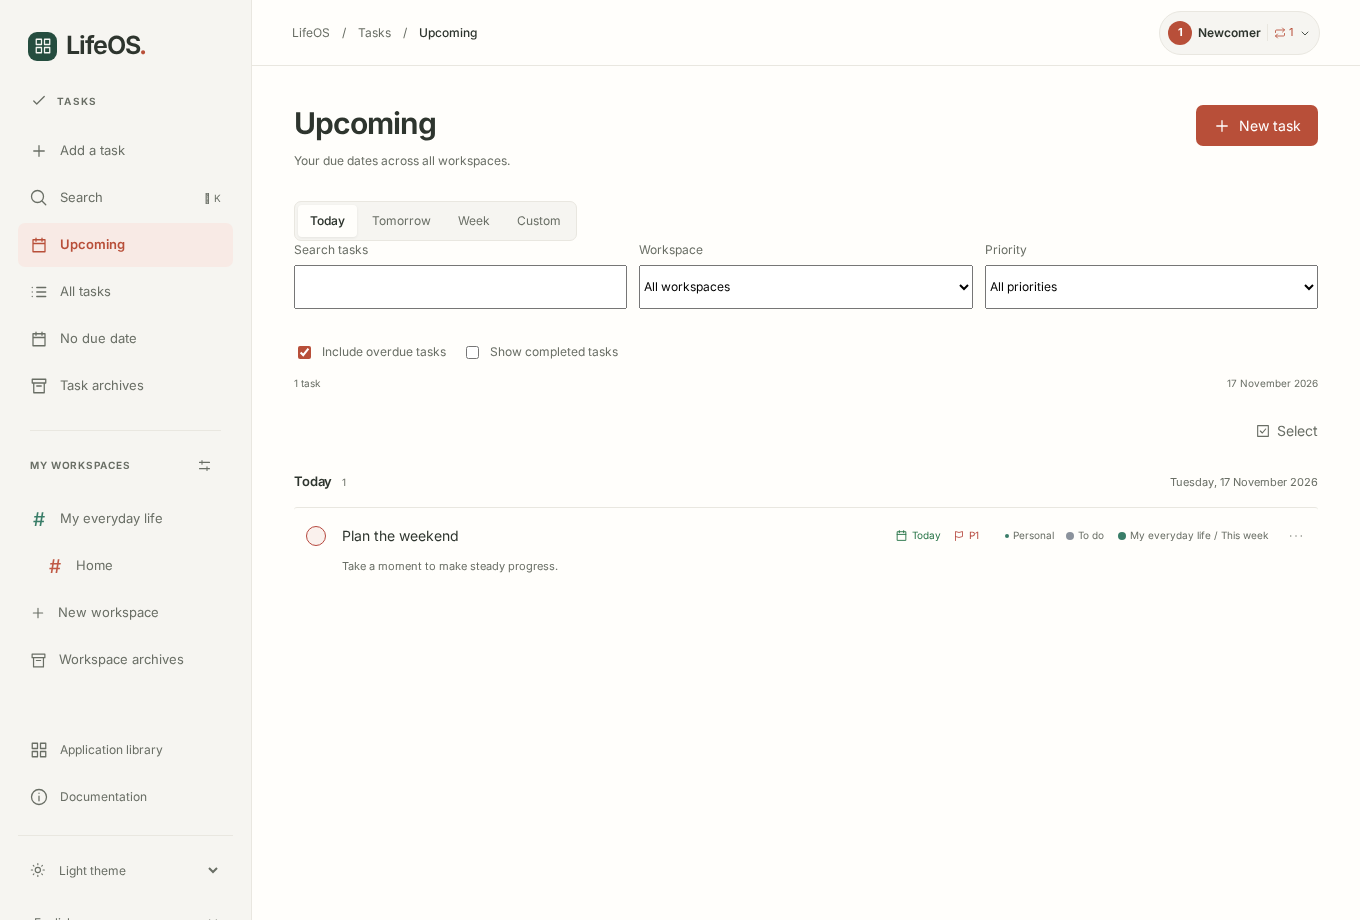 LifeOS.
TASKS
Add a task
Search
K
Upcoming
All tasks
No due date
Task archives
MY WORKSPACES
# My everyday life
# Home
New workspace
Workspace archives
Application library
Documentation
Light theme
LifeOS / Tasks / Upcoming
1 Newcomer 1
Upcoming
New task
Your due dates across all workspaces.
Today Tomorrow Week Custom
Search tasks Workspace Priority
All workspaces All priorities
Include overdue tasks Show completed tasks
1 task 17 November 2026
Select
Today 1 Tuesday, 17 November 2026
Plan the weekend Today P1 • Personal To do My everyday life / This week ...
Take a moment to make steady progress.